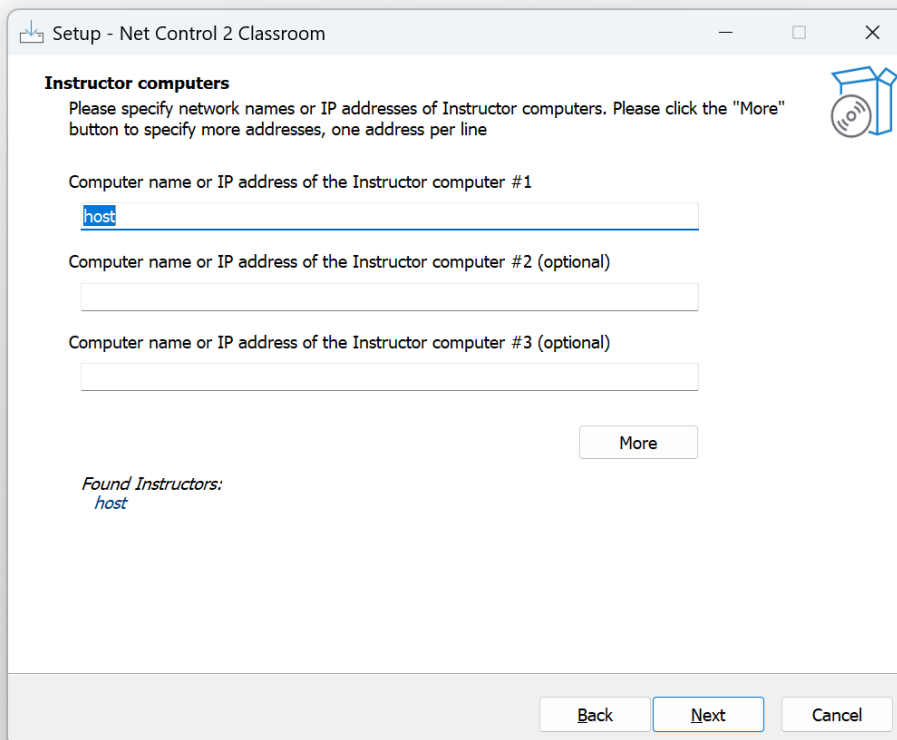 Setup - Net Control 2 Classroom
Instructor computers
Please specify network names or IP addresses of Instructor computers. Please click the "More"
button to specify more addresses, one address per line
Computer name or IP address of the Instructor computer #1
host
Computer name or IP address of the Instructor computer #2 (optional)
Computer name or IP address of the Instructor computer #3 (optional)
More
Found Instructors:
host
Back Next Cancel